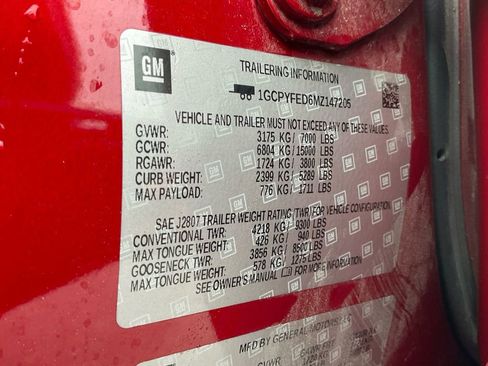 GM
TRAILERING INFORMATION
1GCPYFED6MZ147205
VEHICLE AND TRAILER MUST NOT EXCEED ANY OF THESE VALUES.
GVWR: 3175 KG / 7000 LBS
GCWR: 6804 KG / 15000 LBS
RGAWR: 1724 KG / 3800 LBS
CURB WEIGHT: 2399 KG / 5289 LBS
MAX PAYLOAD: 776 KG / 1711 LBS
SAE J2807 TRAILER WEIGHT RATING (TWR) FOR VEHICLE CONFIGURATION.
CONVENTIONAL TWR: 4218 KG / 9300 LBS
MAX TONGUE WEIGHT: 426 KG / 940 LBS
GOOSENECK TWR: 3856 KG / 8500 LBS
MAX TONGUE WEIGHT: 578 KG / 1275 LBS
SEE OWNER'S MANUAL FOR MORE INFORMATION
MFD BY GENERAL MOTORS LLC